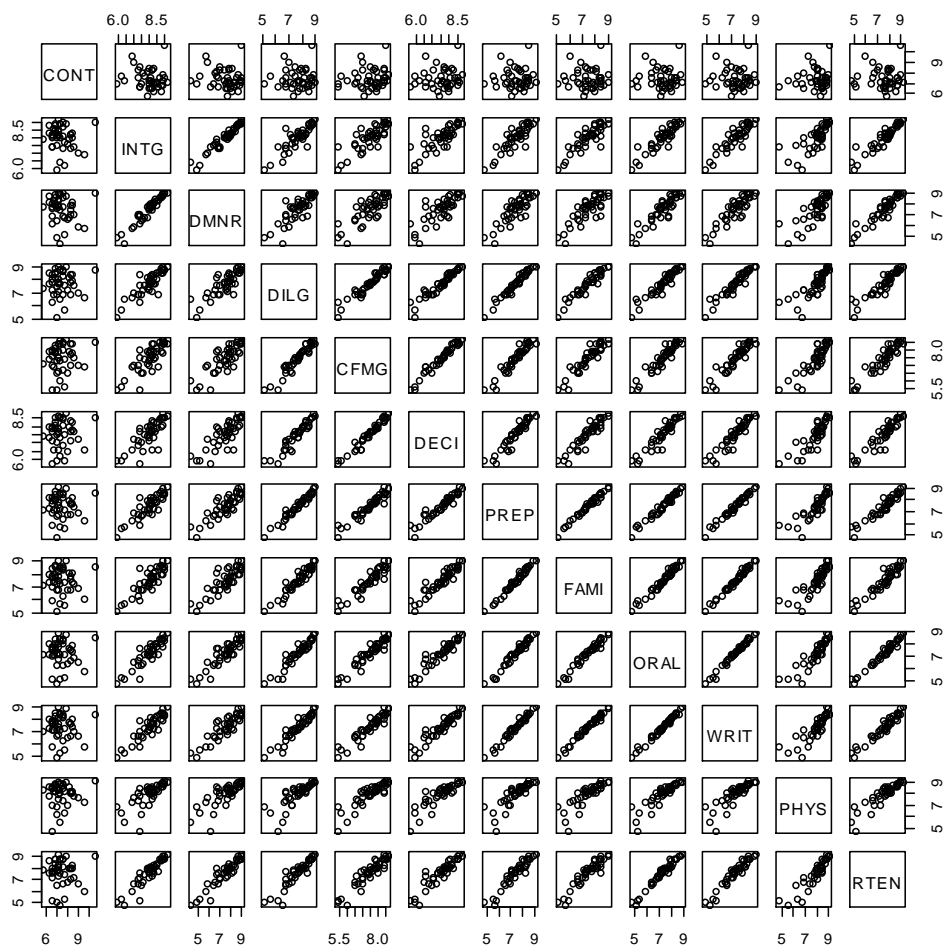 6.0 8.5 5 7 9 6.0 8.5 5 7 9 5 7 9
CONT 6 9
6.0 8.5 INTG
DMNR 5 7 9
5 7 9 DILG
CFMG 5.5 8.0
6.0 8.5 DECI
PREP 5 7 9
5 7 9 FAMI
ORAL 5 7 9
5 7 9 WRIT
PHYS 5 7 9
5 7 9 RTEN
6 9 5 7 9 5.5 8.0 5 7 9 5 7 9 5 7 9